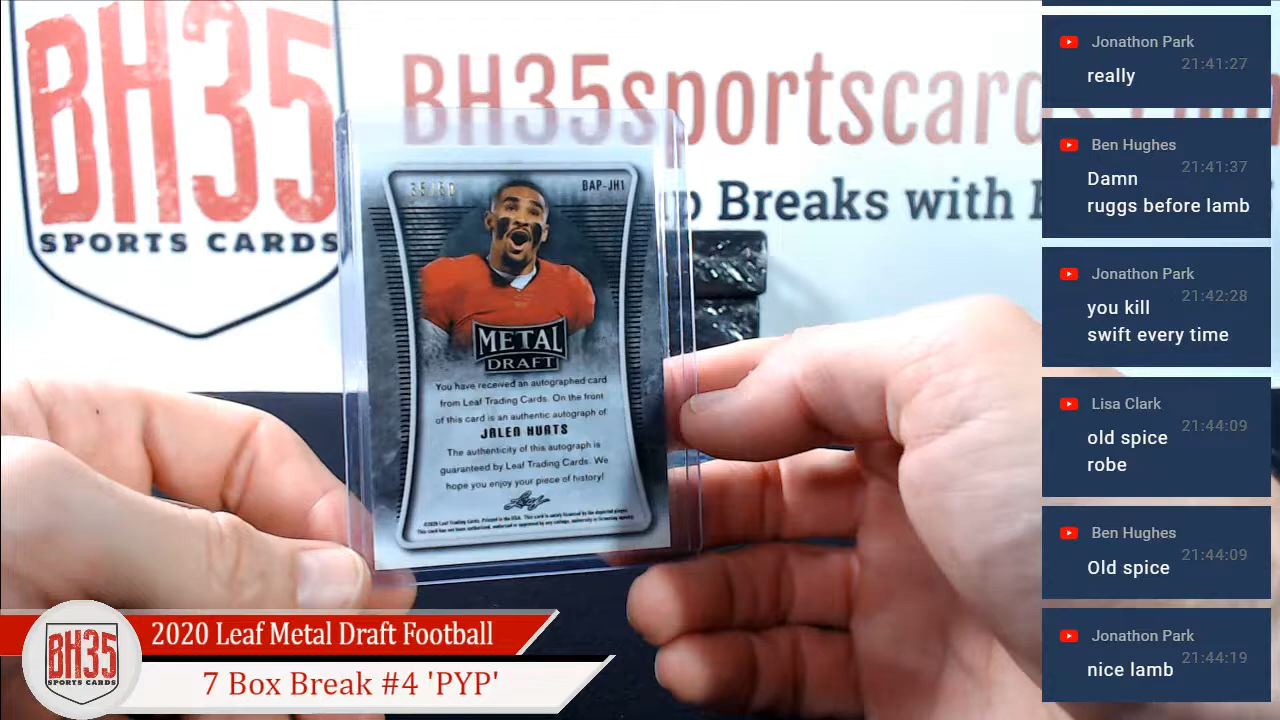 BH35
SPORTS CARDS
BH35sportscards
Breaks with
35/50
BAP-JH1
METAL
DRAFT
You have received an autographed card
from Leaf Trading Cards. On the front
of this card is an authentic autograph of
JALEN HURTS
The authenticity of this autograph is
guaranteed by Leaf Trading Cards. We
hope you enjoy your piece of history!
Leaf
2020 Leaf Metal Draft Football
7 Box Break #4 'PYP'
BH35
SPORTS CARDS
Jonathon Park
21:41:27
really
Ben Hughes
21:41:37
Damn
ruggs before lamb
Jonathon Park
21:42:28
you kill
swift every time
Lisa Clark
21:44:09
old spice
robe
Ben Hughes
21:44:09
Old spice
Jonathon Park
21:44:19
nice lamb